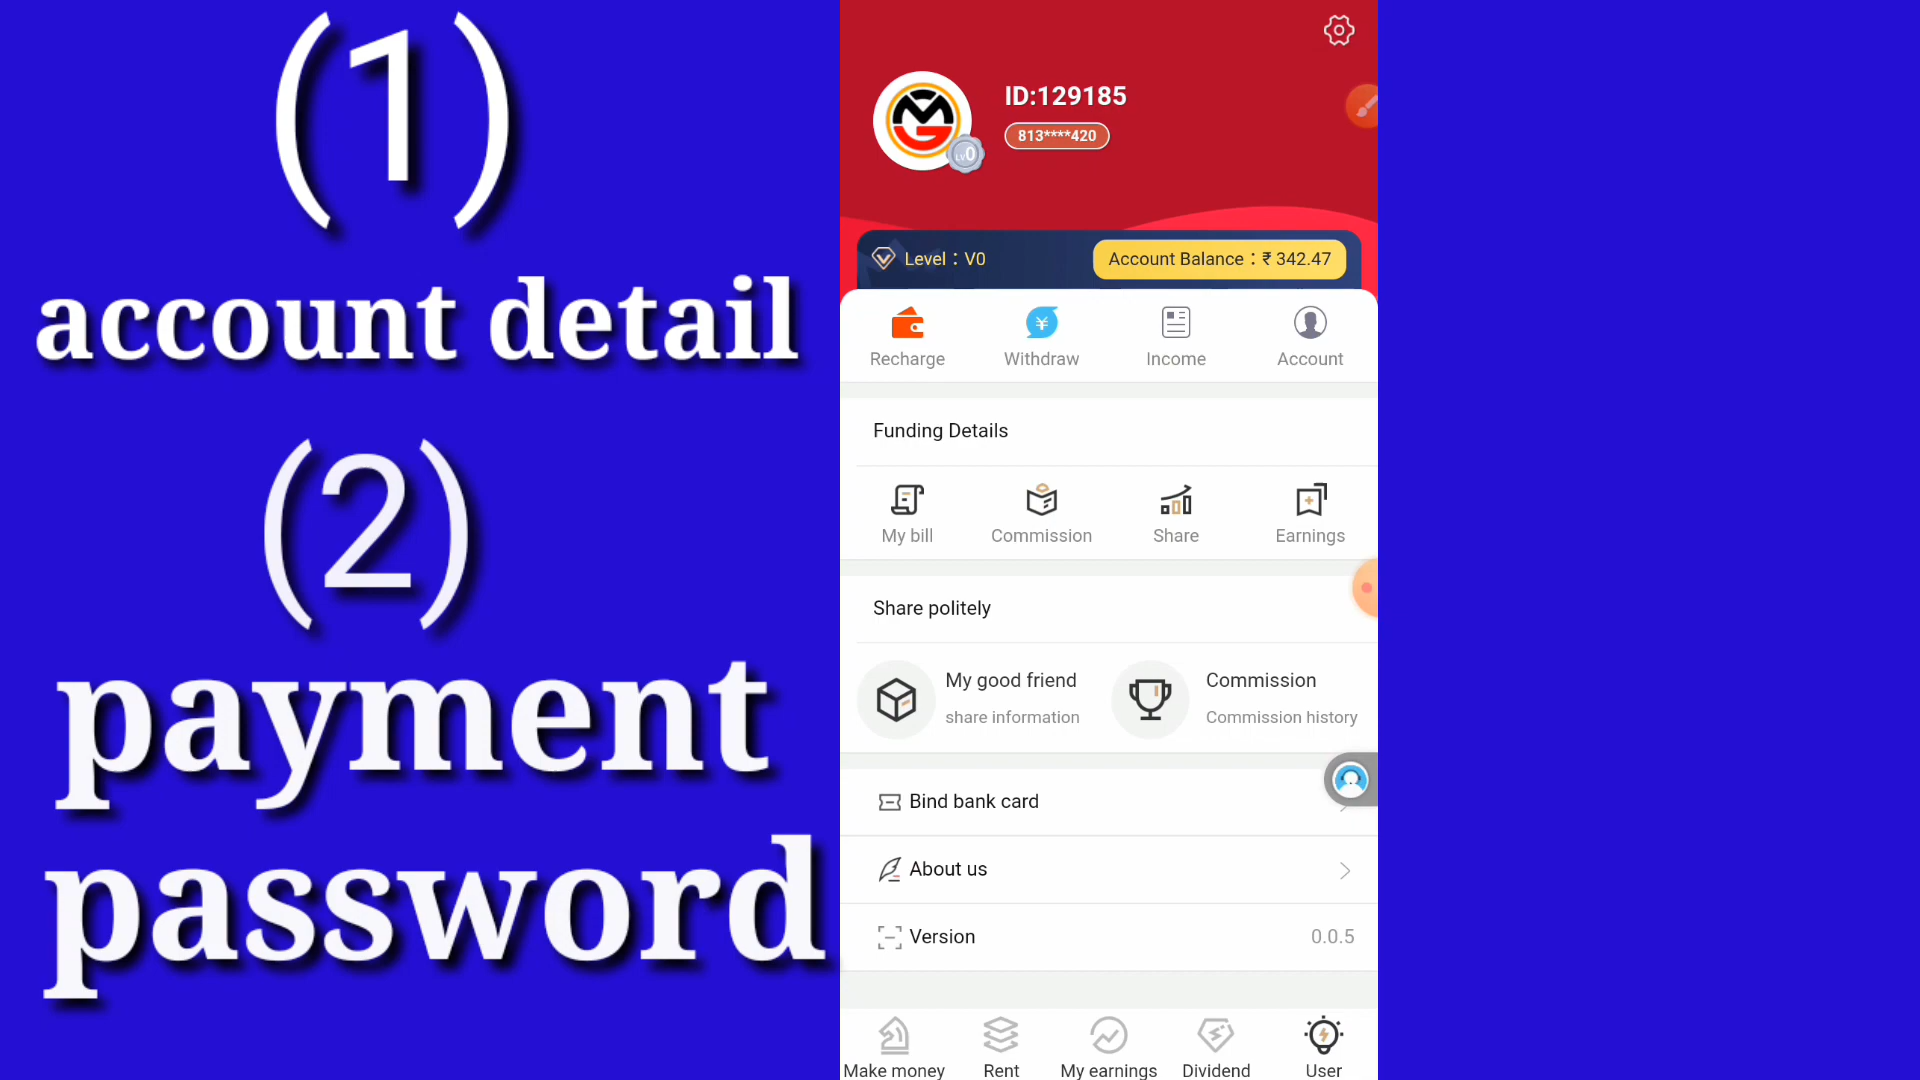 (1)
account detail
(2)
payment
password
ID:129185
813****420
LV0
Level：V0
Account Balance：₹ 342.47
Recharge
Withdraw
Income
Account
Funding Details
My bill
Commission
Share
Earnings
Share politely
My good friend
share information
Commission
Commission history
Bind bank card
About us
Version
0.0.5
Make money
Rent
My earnings
Dividend
User